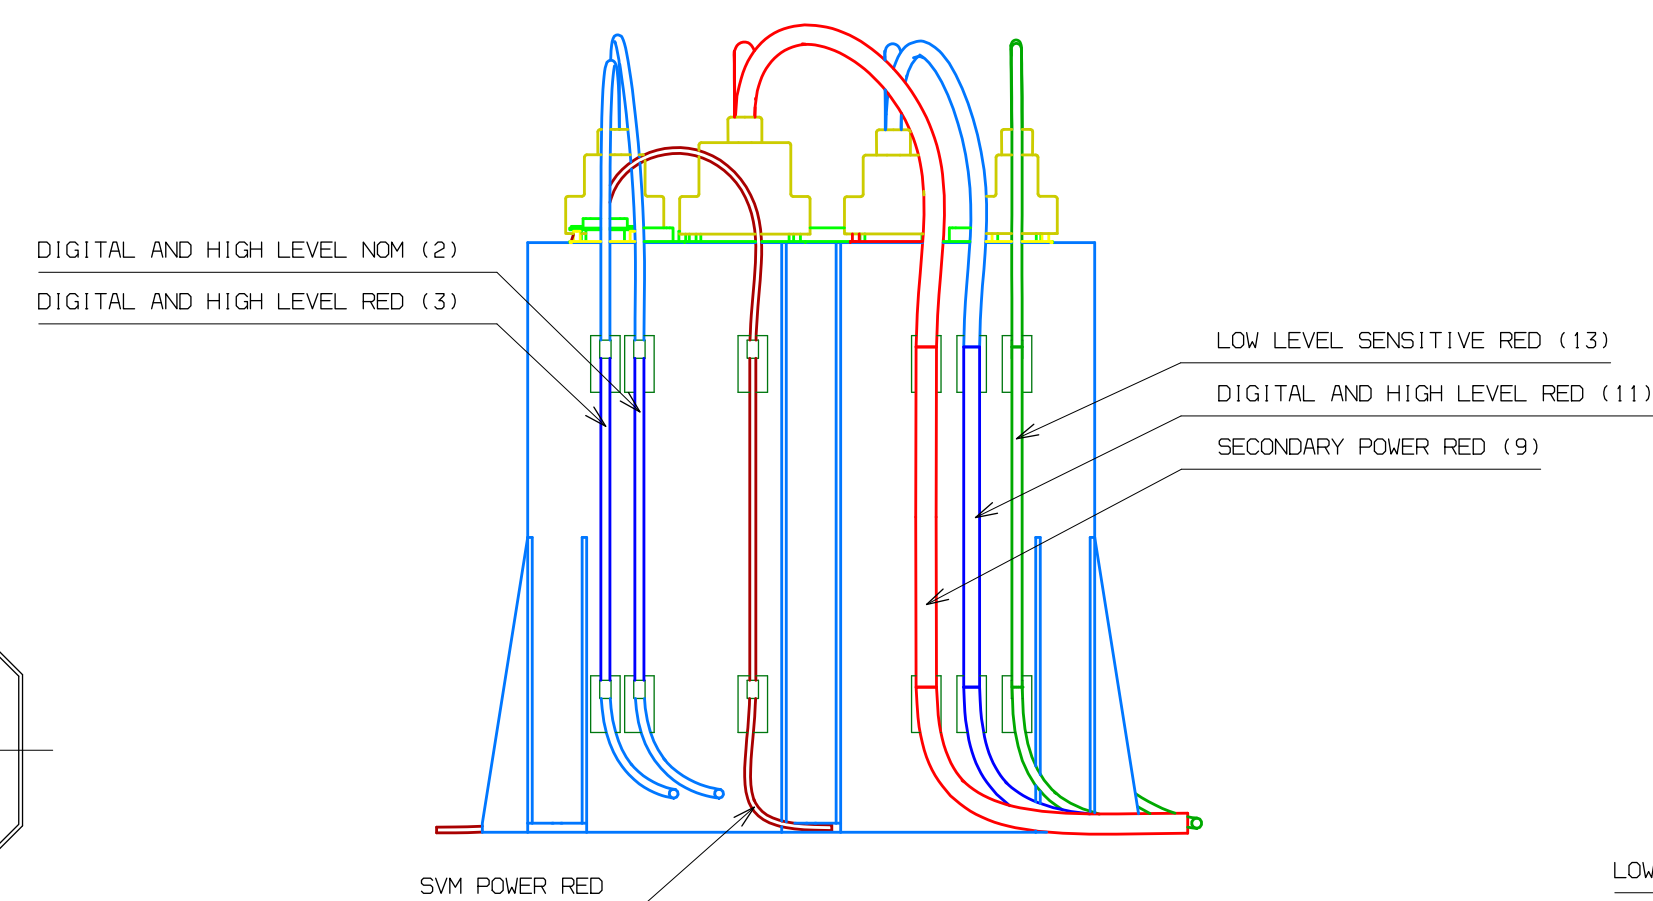 DIGITAL AND HIGH LEVEL NOM (2)
DIGITAL AND HIGH LEVEL RED (3)
LOW LEVEL SENSITIVE RED (13)
DIGITAL AND HIGH LEVEL RED (11)
SECONDARY POWER RED (9)
SVM POWER RED
LOW